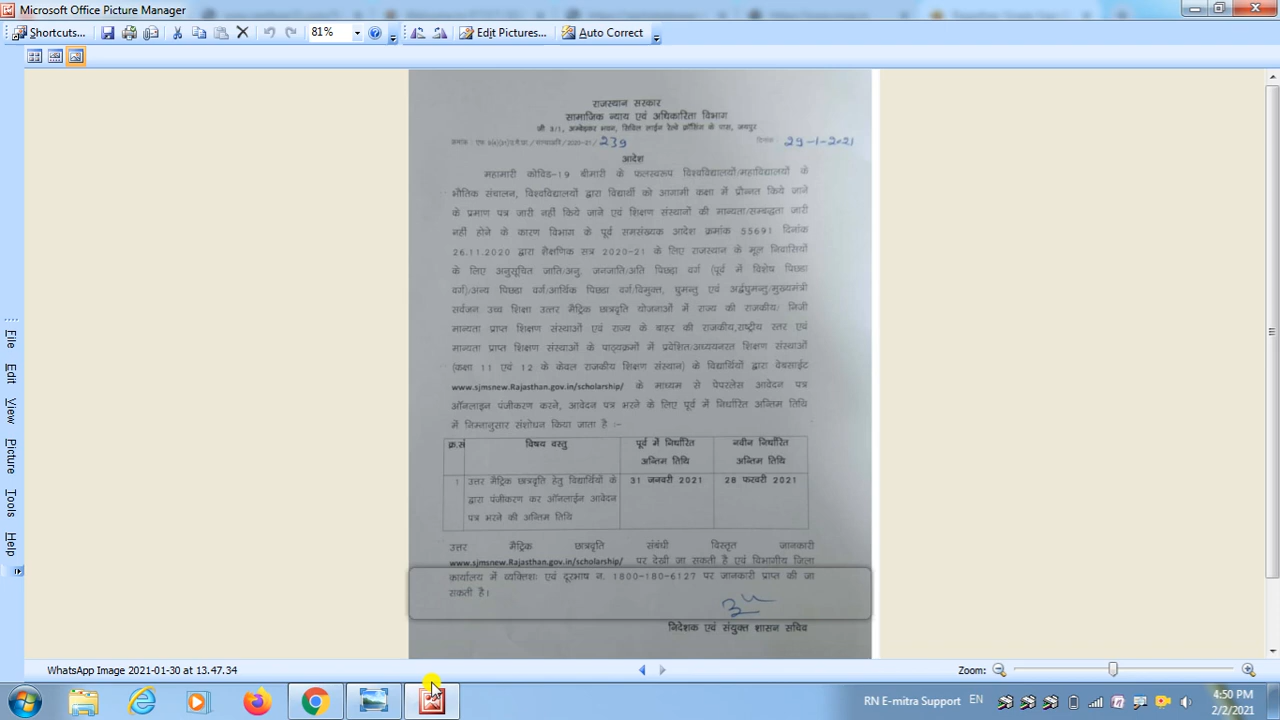 Microsoft Office Picture Manager
Shortcuts...
81%
Edit Pictures...
Auto Correct
राजस्थान सरकार
सामाजिक न्याय एवं अधिकारिता विभाग
जी 3/1, अम्बेडकर भवन, सिविल लाईन रेल्वे क्रॉसिंग के पास, जयपुर
/2020-21/ 239 दिनांक 29-1-2021
आदेश
महामारी कोविड-19 बीमारी के फलस्वरूप विश्वविद्यालयों/महाविद्यालयों के
भौतिक संचालन, विश्वविद्यालयों द्वारा विद्यार्थी को आगामी कक्षा में प्रौन्नत किये जाने
के प्रमाण पत्र जारी नहीं किये जाने एवं शिक्षण संस्थानों की मान्यता/सम्बद्धता जारी
नहीं होने के कारण विभाग के पूर्व समसंख्यक आदेश क्रमांक 55691 दिनांक
26.11.2020 द्वारा शैक्षणिक सत्र 2020-21 के लिए राजस्थान के मूल निवासियों
के लिए अनुसूचित जाति/अनु. जनजाति/अति पिछडा वर्ग (पूर्व में विशेष पिछडा
वर्ग)/अन्य पिछडा वर्ग/आर्थिक पिछडा वर्ग/विमुक्त, घुमन्तु एवं अर्द्धघुमन्तु/मुख्यमंत्री
सर्वजन उच्च शिक्षा उत्तर मैट्रिक छात्रवृति योजनाओं में राज्य की राजकीय/ निजी
मान्यता प्राप्त शिक्षण संस्थाओं एवं राज्य के बाहर की राजकीय,राष्ट्रीय स्तर एवं
मान्यता प्राप्त शिक्षण संस्थाओं के पाठ्यक्रमों में प्रवेशित/अध्ययनरत शिक्षण संस्थाओं
(कक्षा 11 एवं 12 के केवल राजकीय शिक्षण संस्थान) के विद्यार्थियों द्वारा वेबसाईट
www.sjmsnew.Rajasthan.gov.in/scholarship/ के माध्यम से पेपरलेस आवेदन पत्र
ऑनलाइन पंजीकरण करने, आवेदन पत्र भरने के लिए पूर्व में निर्धारित अन्तिम तिथि
में निम्नानुसार संशोधन किया जाता है :-
क्र.सं विषय वस्तु पूर्व में निर्धारित अन्तिम तिथि नवीन निर्धारित अन्तिम तिथि
1 उत्तर मैट्रिक छात्रवृति हेतु विद्यार्थियों के 31 जनवरी 2021 28 फरवरी 2021
द्वारा पंजीकरण कर ऑनलाईन आवेदन
पत्र भरने की अन्तिम तिथि
उत्तर मैट्रिक छात्रवृति संबंधी विस्तृत जानकारी
www.sjmsnew.Rajasthan.gov.in/scholarship/ पर देखी जा सकती है एवं विभागीय जिला
कार्यालय में व्यक्तिशः एवं दूरभाष न. 1800-180-6127 पर जानकारी प्राप्त की जा
सकती है।
निदेशक एवं संयुक्त शासन सचिव
File
Edit
View
Picture
Tools
Help
WhatsApp Image 2021-01-30 at 13.47.34
Zoom:
RN E-mitra Support EN
4:50 PM
2/2/2021